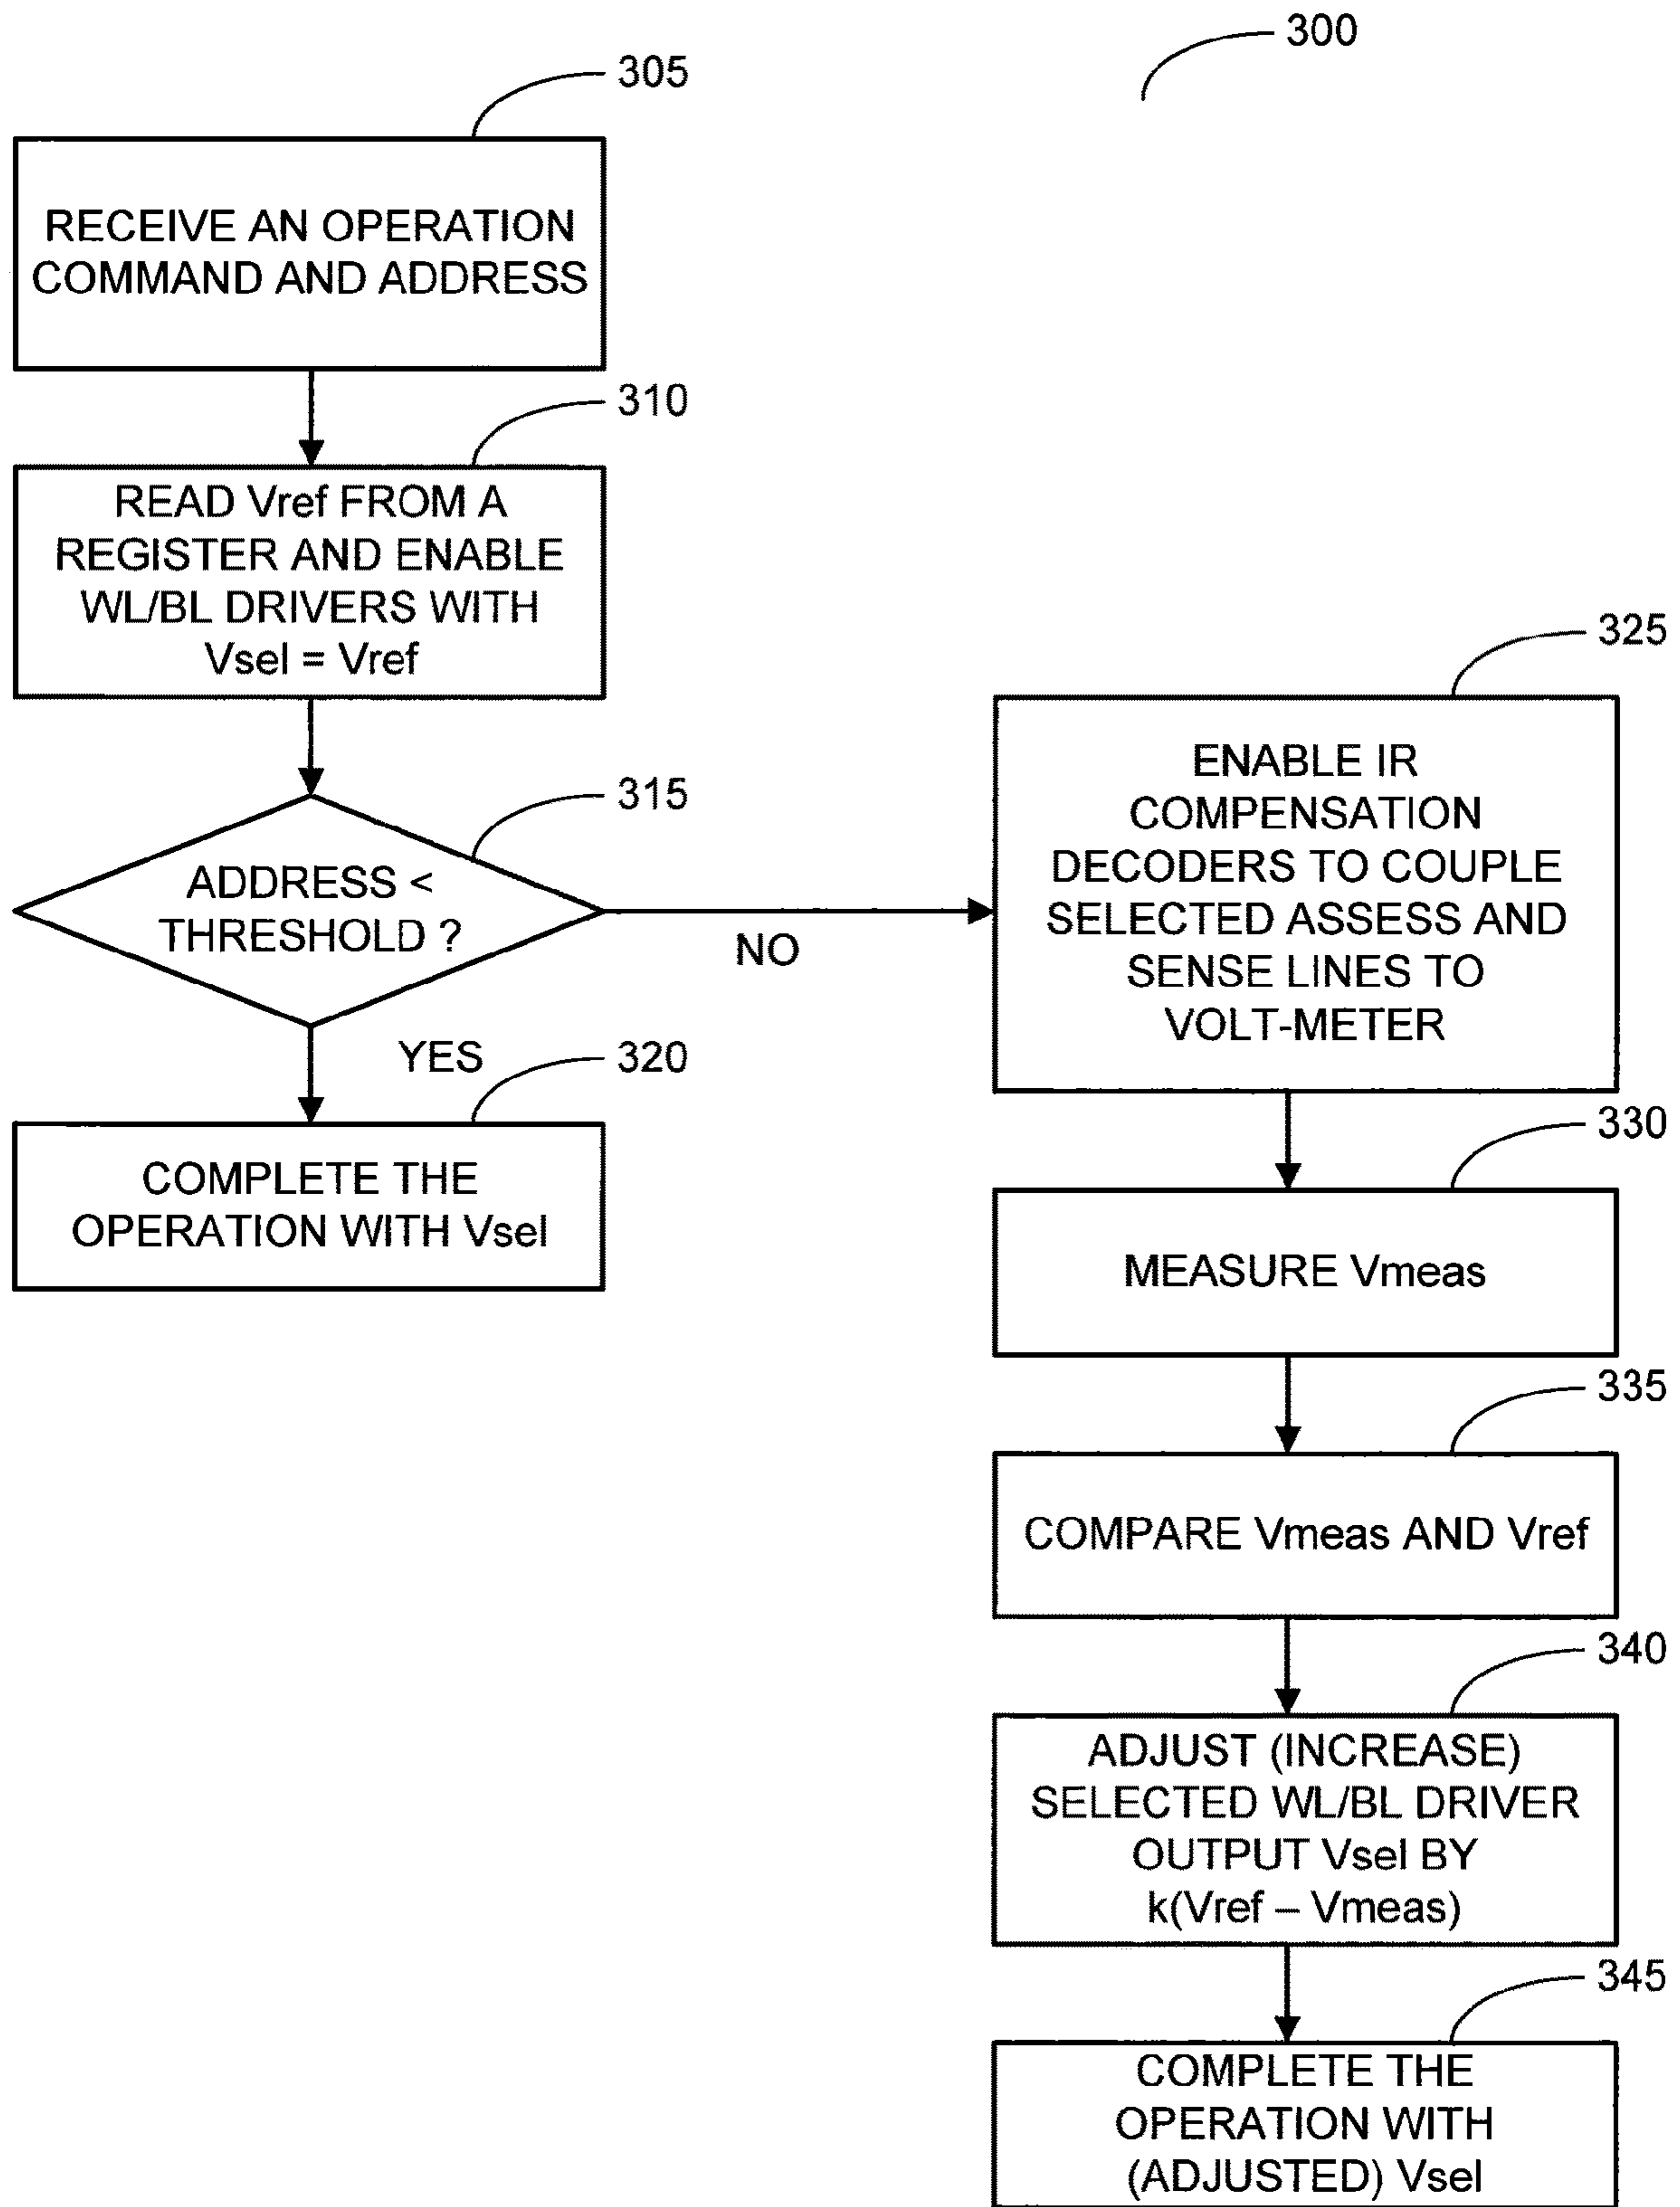 300
305
RECEIVE AN OPERATION
COMMAND AND ADDRESS
310
READ Vref FROM A
REGISTER AND ENABLE
WL/BL DRIVERS WITH
Vsel = Vref
315
ADDRESS <
THRESHOLD ?
NO
YES
320
COMPLETE THE
OPERATION WITH Vsel
325
ENABLE IR
COMPENSATION
DECODERS TO COUPLE
SELECTED ASSESS AND
SENSE LINES TO
VOLT-METER
330
MEASURE Vmeas
335
COMPARE Vmeas AND Vref
340
ADJUST (INCREASE)
SELECTED WL/BL DRIVER
OUTPUT Vsel BY
k(Vref – Vmeas)
345
COMPLETE THE
OPERATION WITH
(ADJUSTED) Vsel